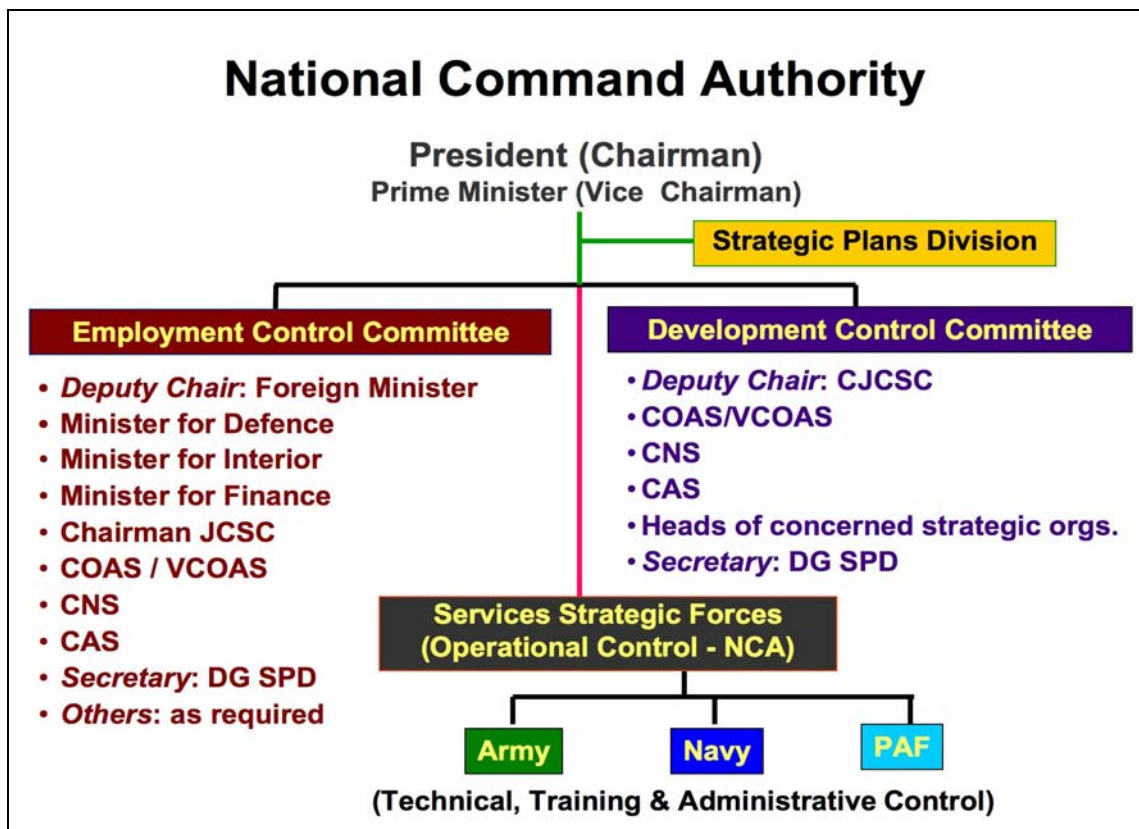 National Command Authority
President (Chairman)
Prime Minister (Vice Chairman)
Strategic Plans Division
Employment Control Committee
• Deputy Chair: Foreign Minister
• Minister for Defence
• Minister for Interior
• Minister for Finance
• Chairman JCSC
• COAS / VCOAS
• CNS
• CAS
• Secretary: DG SPD
• Others: as required
Development Control Committee
• Deputy Chair: CJCSC
• COAS/VCOAS
• CNS
• CAS
• Heads of concerned strategic orgs.
• Secretary: DG SPD
Services Strategic Forces
(Operational Control - NCA)
Army
Navy
PAF
(Technical, Training & Administrative Control)